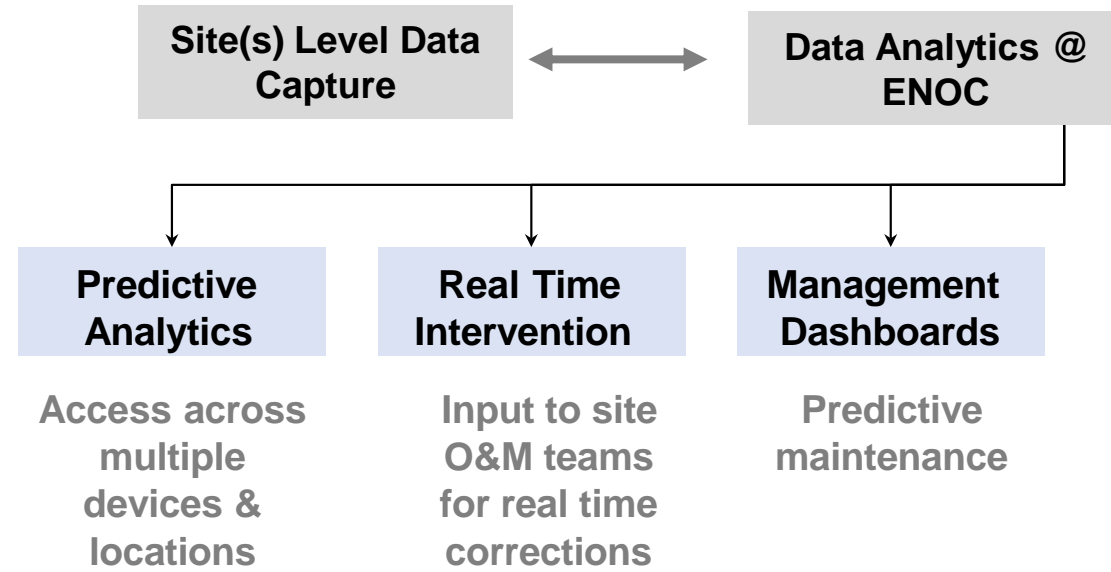 Site(s) Level Data
Capture
Data Analytics @
ENOC
Predictive
Analytics
Real Time
Intervention
Management
Dashboards
Access across
multiple
devices &
locations
Input to site
O&M teams
for real time
corrections
Predictive
maintenance